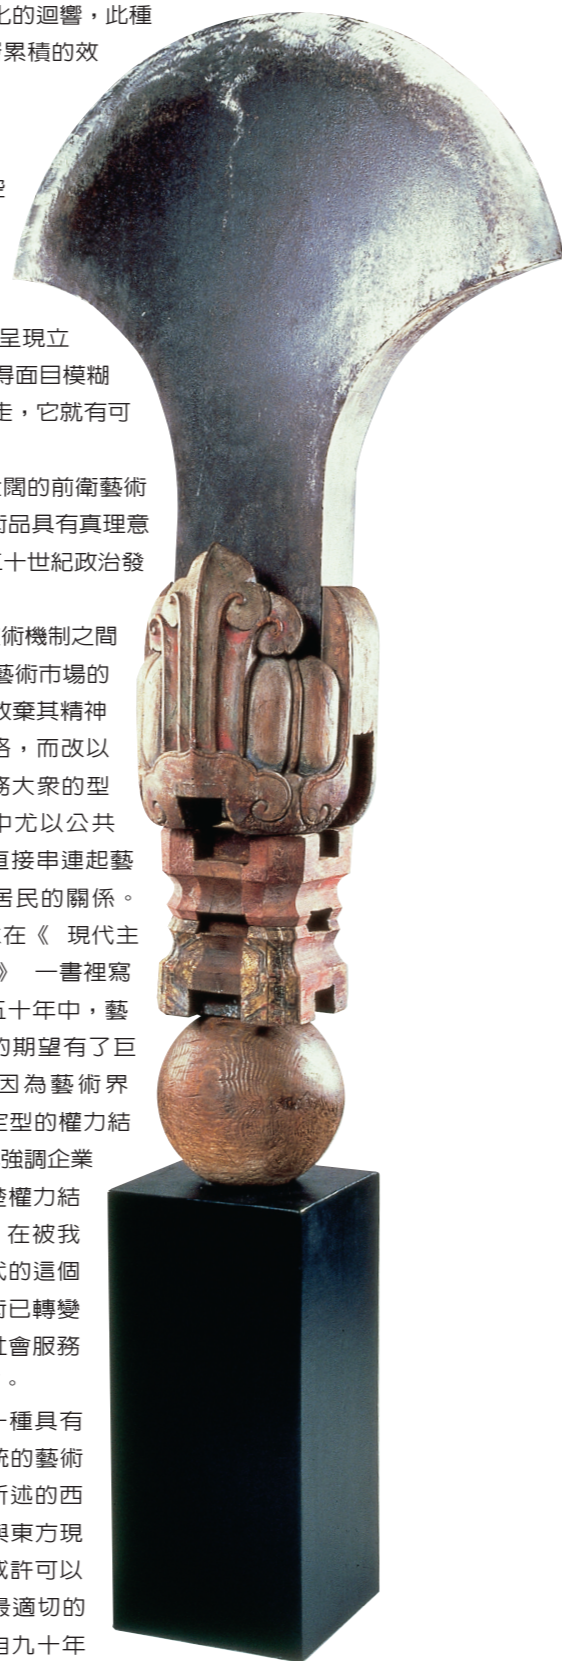 化的迴響，此種
累積的效
呈現立
得面目模糊
走，它就有可
闊的前衛藝術
術品具有真理意
二十世紀政治發
術機制之間
藝術市場的
放棄其精神
格，而改以
務大眾的型
中尤以公共
直接串連起藝
居民的關係。
在《 現代主
》 一書裡寫
五十年中，藝
的期望有了巨
因為藝術界
定型的權力結
強調企業
權力結
在被我
代的這個
術已轉變
社會服務
。
一種具有
統的藝術
所述的西
與東方現
或許可以
最適切的
自九十年